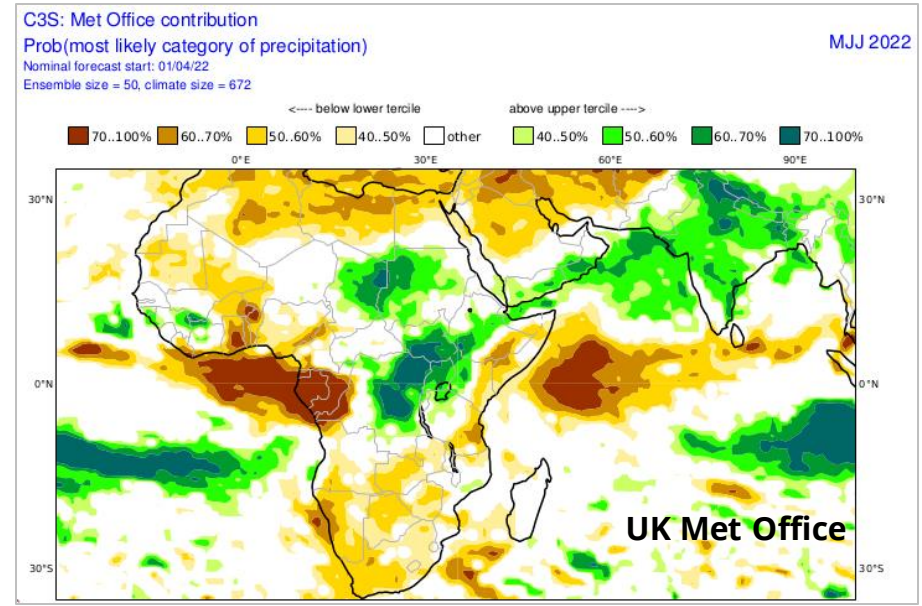 C3S: Met Office contribution
Prob(most likely category of precipitation)
MJJ 2022
Nominal forecast start: 01/04/22
Ensemble size = 50, climate size = 672
<---- below lower tercile
above upper tercile ---->
70..100% 60..70% 50..60% 40..50% other 40..50% 50..60% 60..70% 70..100%
0°E 30°E 60°E 90°E
30°N 30°N
0°N 0°N
UK Met Office
30°S 30°S